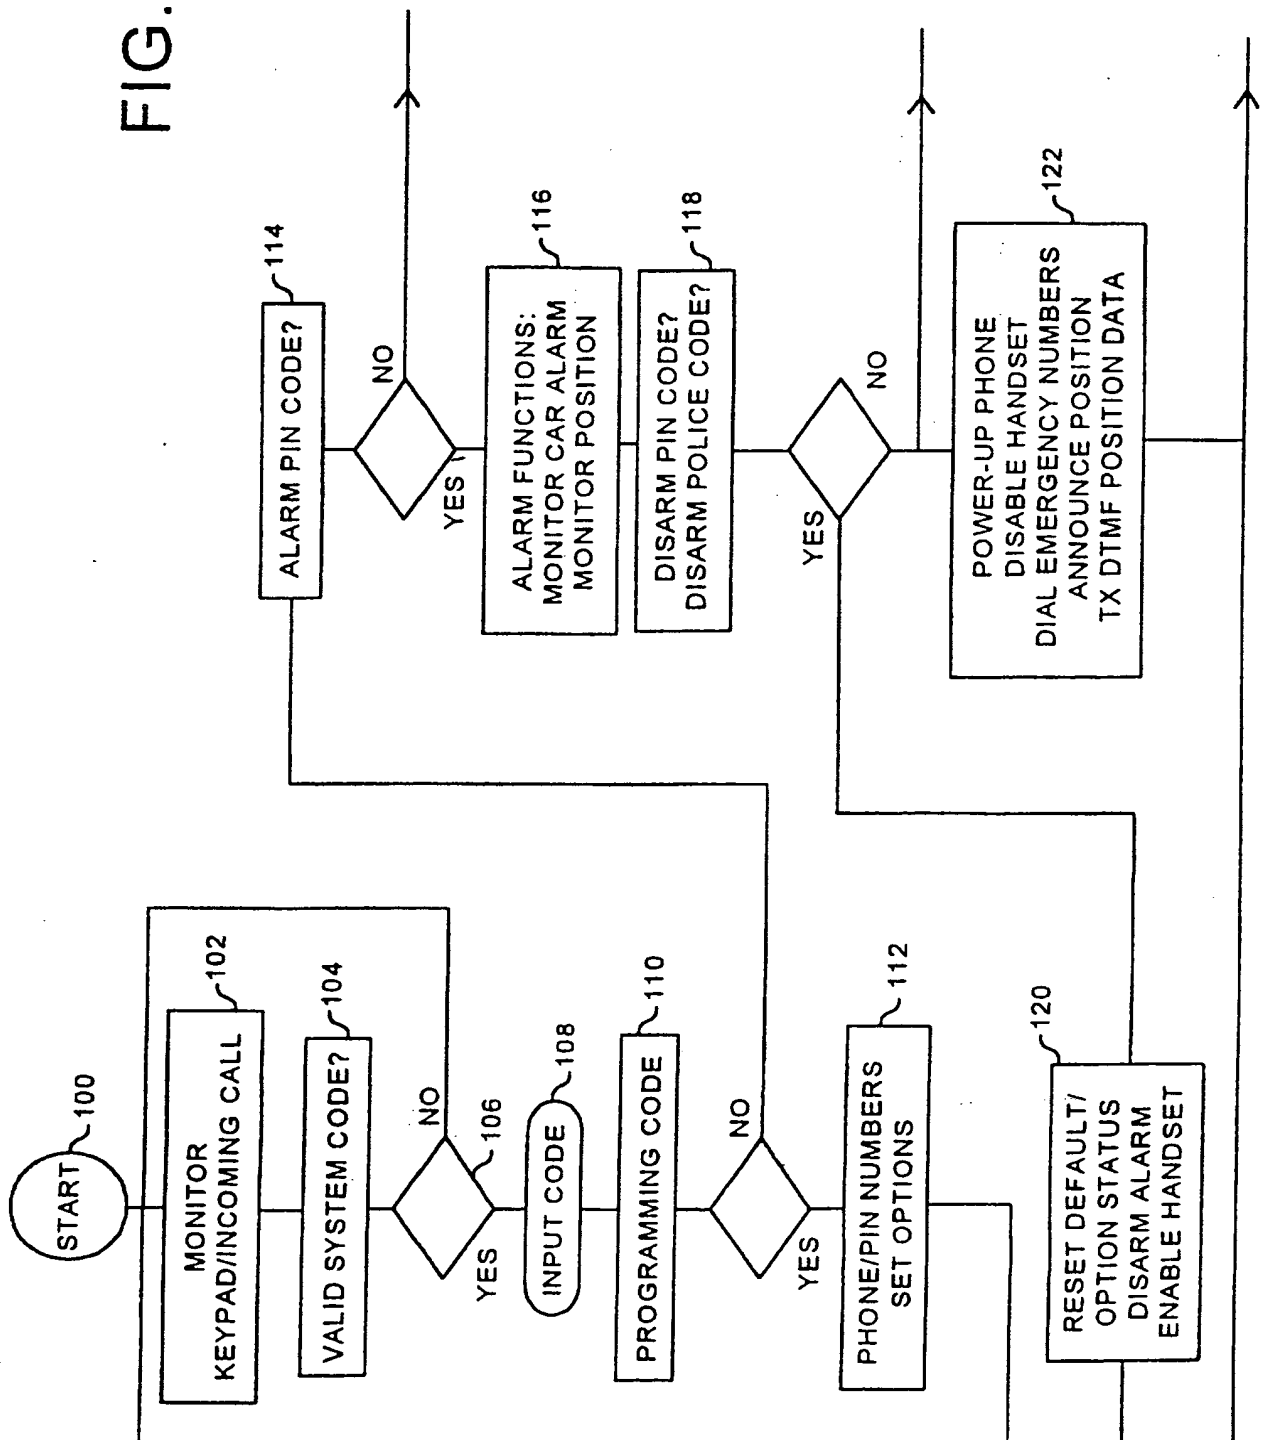 FIG.
START
100
MONITOR
KEYPAD/INCOMING CALL
102
VALID SYSTEM CODE?
104
NO
106
YES
INPUT CODE
108
PROGRAMMING CODE
110
NO
YES
PHONE/PIN NUMBERS
SET OPTIONS
112
RESET DEFAULT/
OPTION STATUS
DISARM ALARM
ENABLE HANDSET
120
ALARM PIN CODE?
114
NO
YES
ALARM FUNCTIONS:
MONITOR CAR ALARM
MONITOR POSITION
116
DISARM PIN CODE?
DISARM POLICE CODE?
118
YES
NO
POWER-UP PHONE
DISABLE HANDSET
DIAL EMERGENCY NUMBERS
ANNOUNCE POSITION
TX DTMF POSITION DATA
122